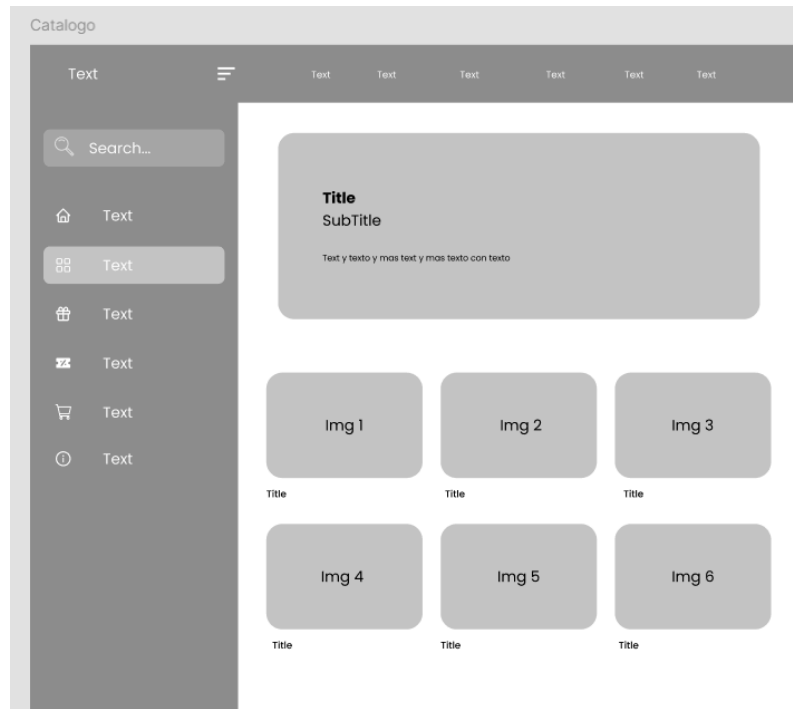 Catalogo
Text
Text Text Text Text Text Text
Search...
Text
Text
Text
Text
Text
Text
Title
SubTitle
Text y texto y mas text y mas texto con texto
Img 1 Img 2 Img 3
Title Title Title
Img 4 Img 5 Img 6
Title Title Title